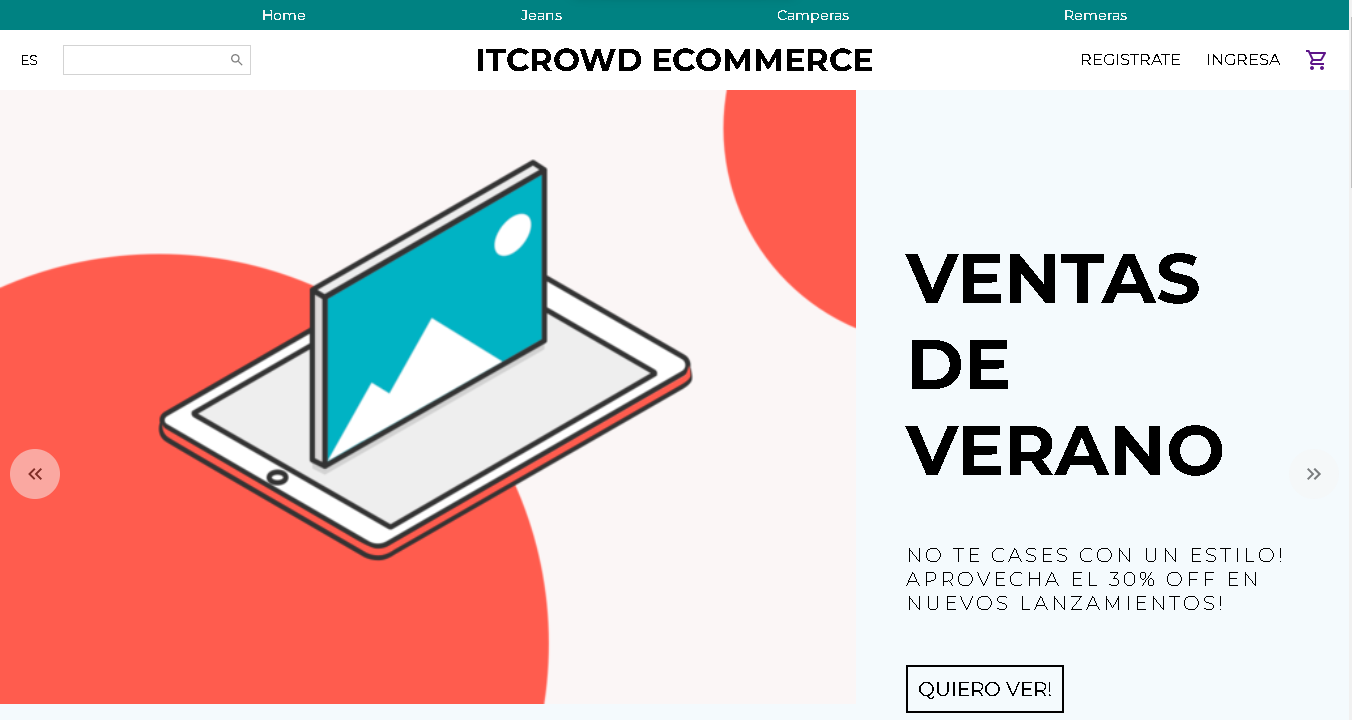 Home Jeans Camperas Remeras
ES ITCROWD ECOMMERCE REGISTRATE INGRESA
VENTAS
DE
VERANO
NO TE CASES CON UN ESTILO!
APROVECHA EL 30% OFF EN
NUEVOS LANZAMIENTOS!
QUIERO VER!